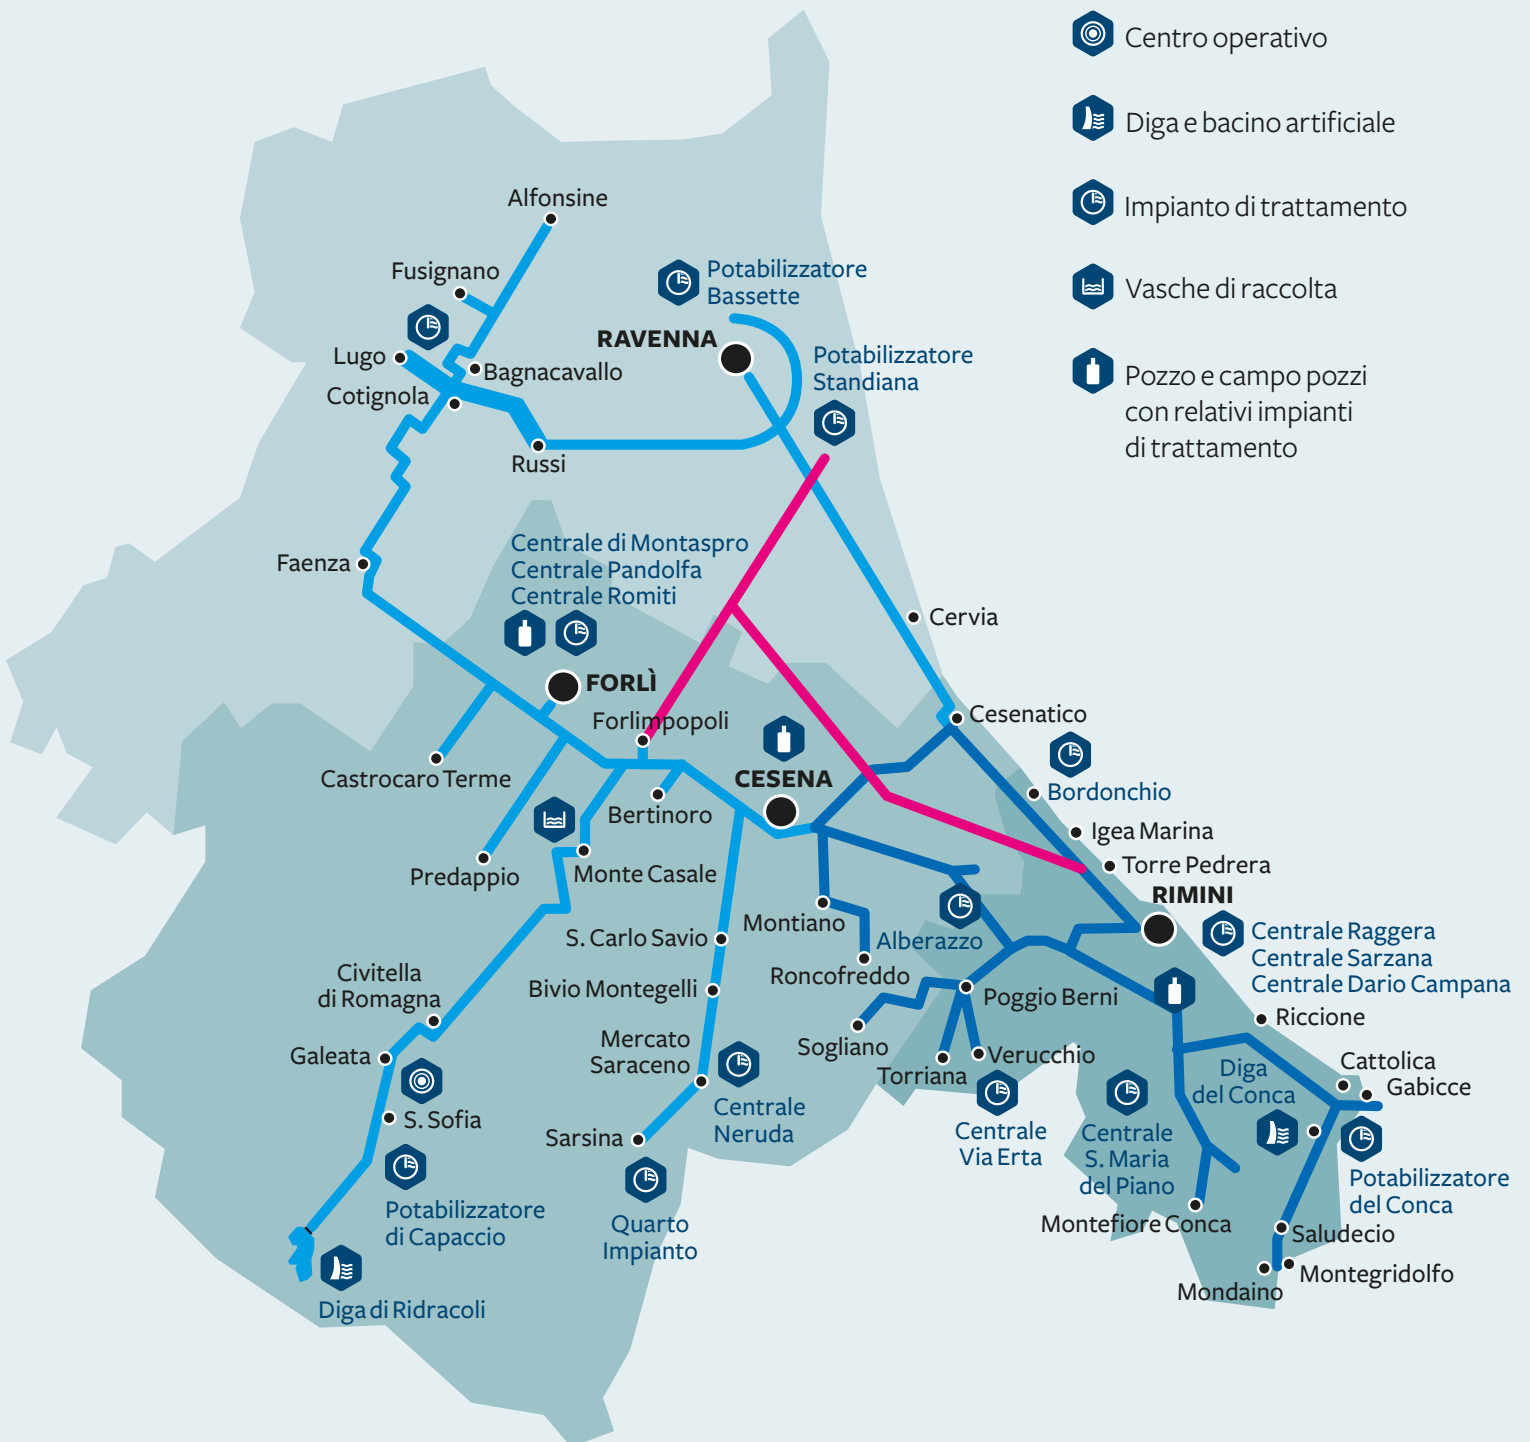 Centro operativo
Diga e bacino artificiale
Impianto di trattamento
Vasche di raccolta
Pozzo e campo pozzi
con relativi impianti
di trattamento
Alfonsine
Fusignano
Potabilizzatore
Bassette
RAVENNA
Lugo
Bagnacavallo
Cotignola
Potabilizzatore
Standiana
Russi
Faenza
Centrale di Montaspro
Centrale Pandolfa
Centrale Romiti
Cervia
FORLÌ
Forlimpopoli
Cesenatico
Castrocaro Terme
CESENA
Bordonchio
Bertinoro
Igea Marina
Predappio
Monte Casale
Torre Pedrera
RIMINI
Montiano
S. Carlo Savio
Alberazzo
Centrale Raggera
Centrale Sarzana
Centrale Dario Campana
Roncofreddo
Civitella
di Romagna
Bivio Montegelli
Poggio Berni
Riccione
Mercato
Saraceno
Galeata
Sogliano
Torriana
Verucchio
Diga
del Conca
Cattolica
Gabicce
S. Sofia
Centrale
Neruda
Sarsina
Centrale
Via Erta
Centrale
S. Maria
del Piano
Potabilizzatore
del Conca
Potabilizzatore
di Capaccio
Quarto
Impianto
Montefiore Conca
Saludecio
Montegridolfo
Mondaino
Diga di Ridracoli